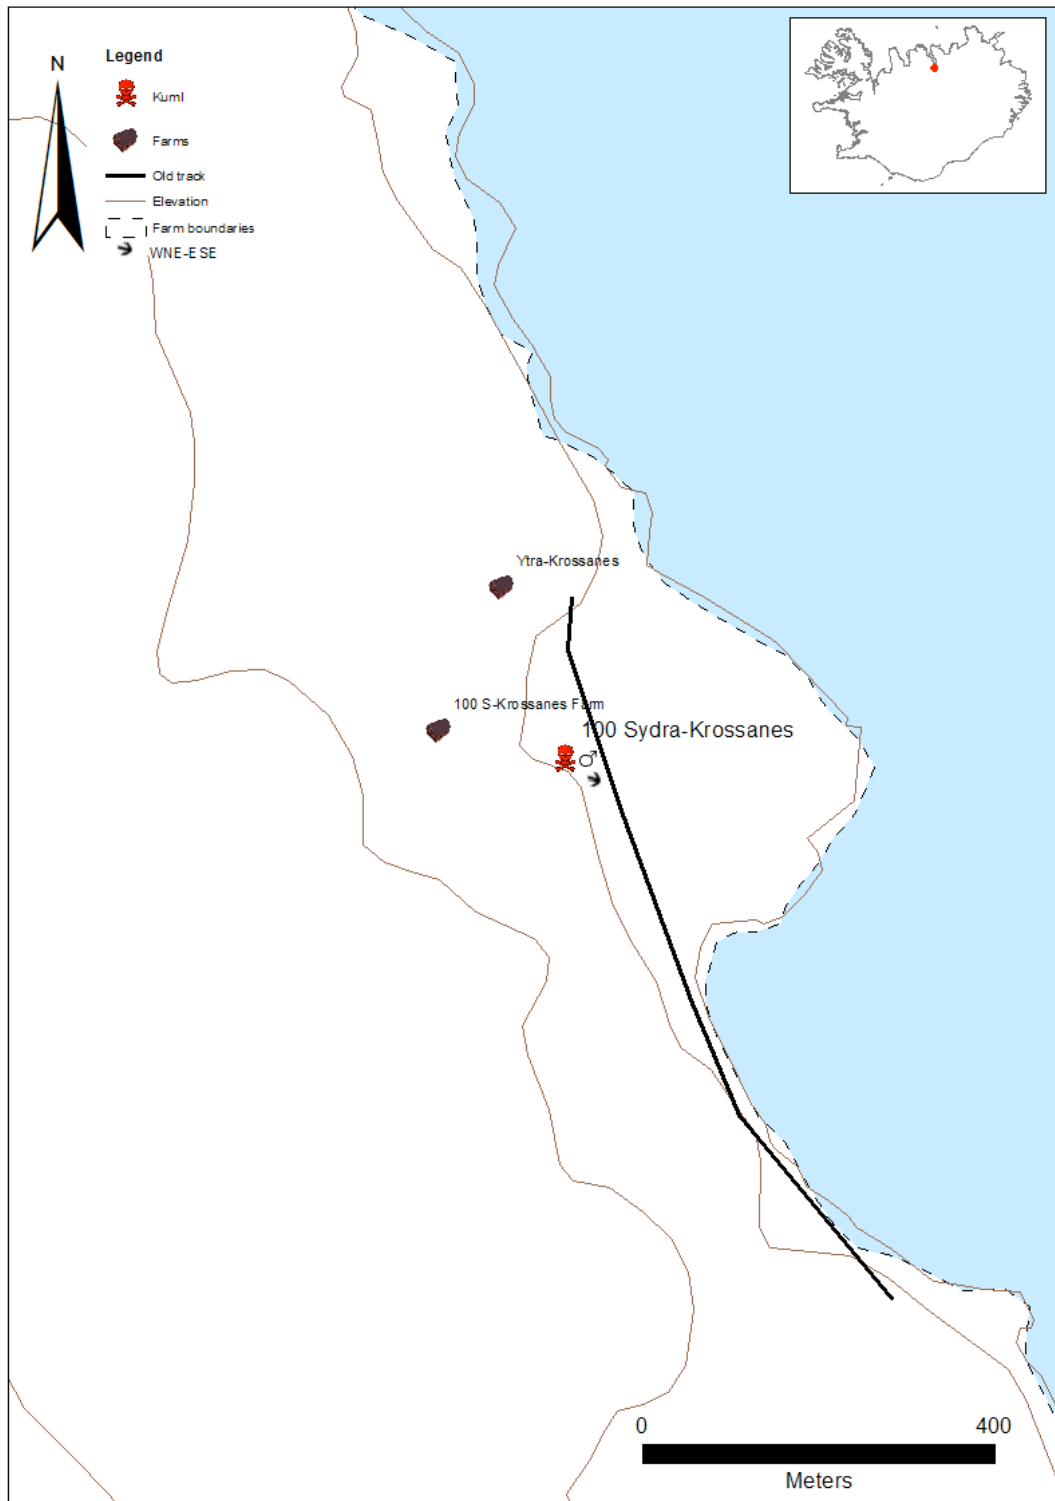 N
Legend
Kuml
Farms
Old track
Elevation
Farm boundaries
WNE-ESE
Ytra-Krossanes
100 S-Krossanes Farm
100 Sydra-Krossanes
♂
0 400
Meters